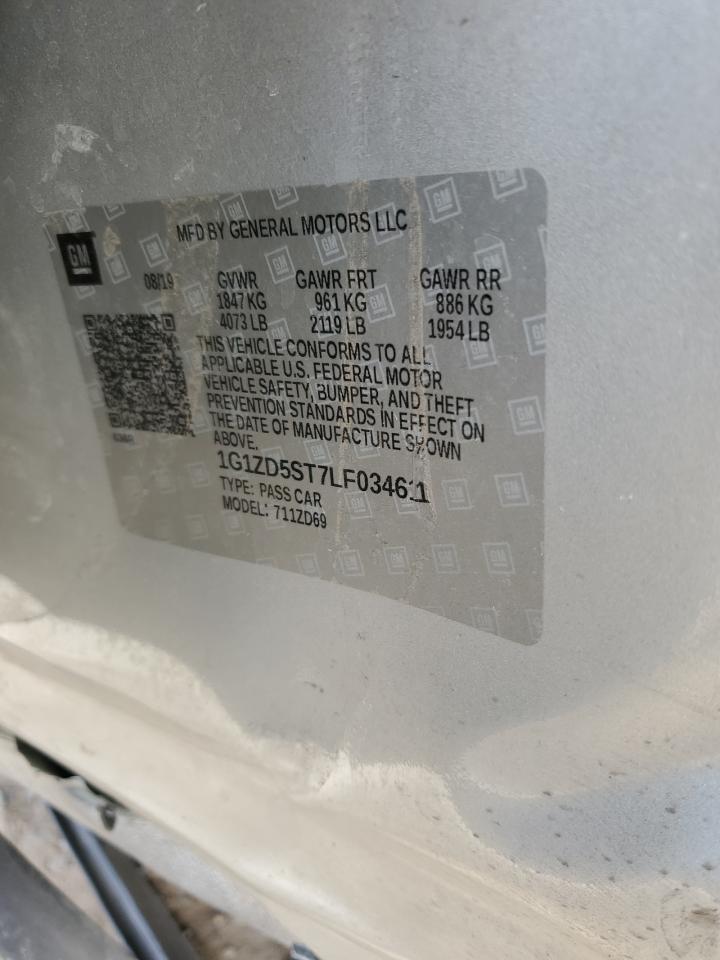 GM
MFD BY GENERAL MOTORS LLC
08/19 GVWR GAWR FRT GAWR RR
1847 KG 961 KG 886 KG
4073 LB 2119 LB 1954 LB
THIS VEHICLE CONFORMS TO ALL
APPLICABLE U.S. FEDERAL MOTOR
VEHICLE SAFETY, BUMPER, AND THEFT
PREVENTION STANDARDS IN EFFECT ON
THE DATE OF MANUFACTURE SHOWN
ABOVE.
1G1ZD5ST7LF034611
TYPE: PASS CAR
MODEL: 711ZD69